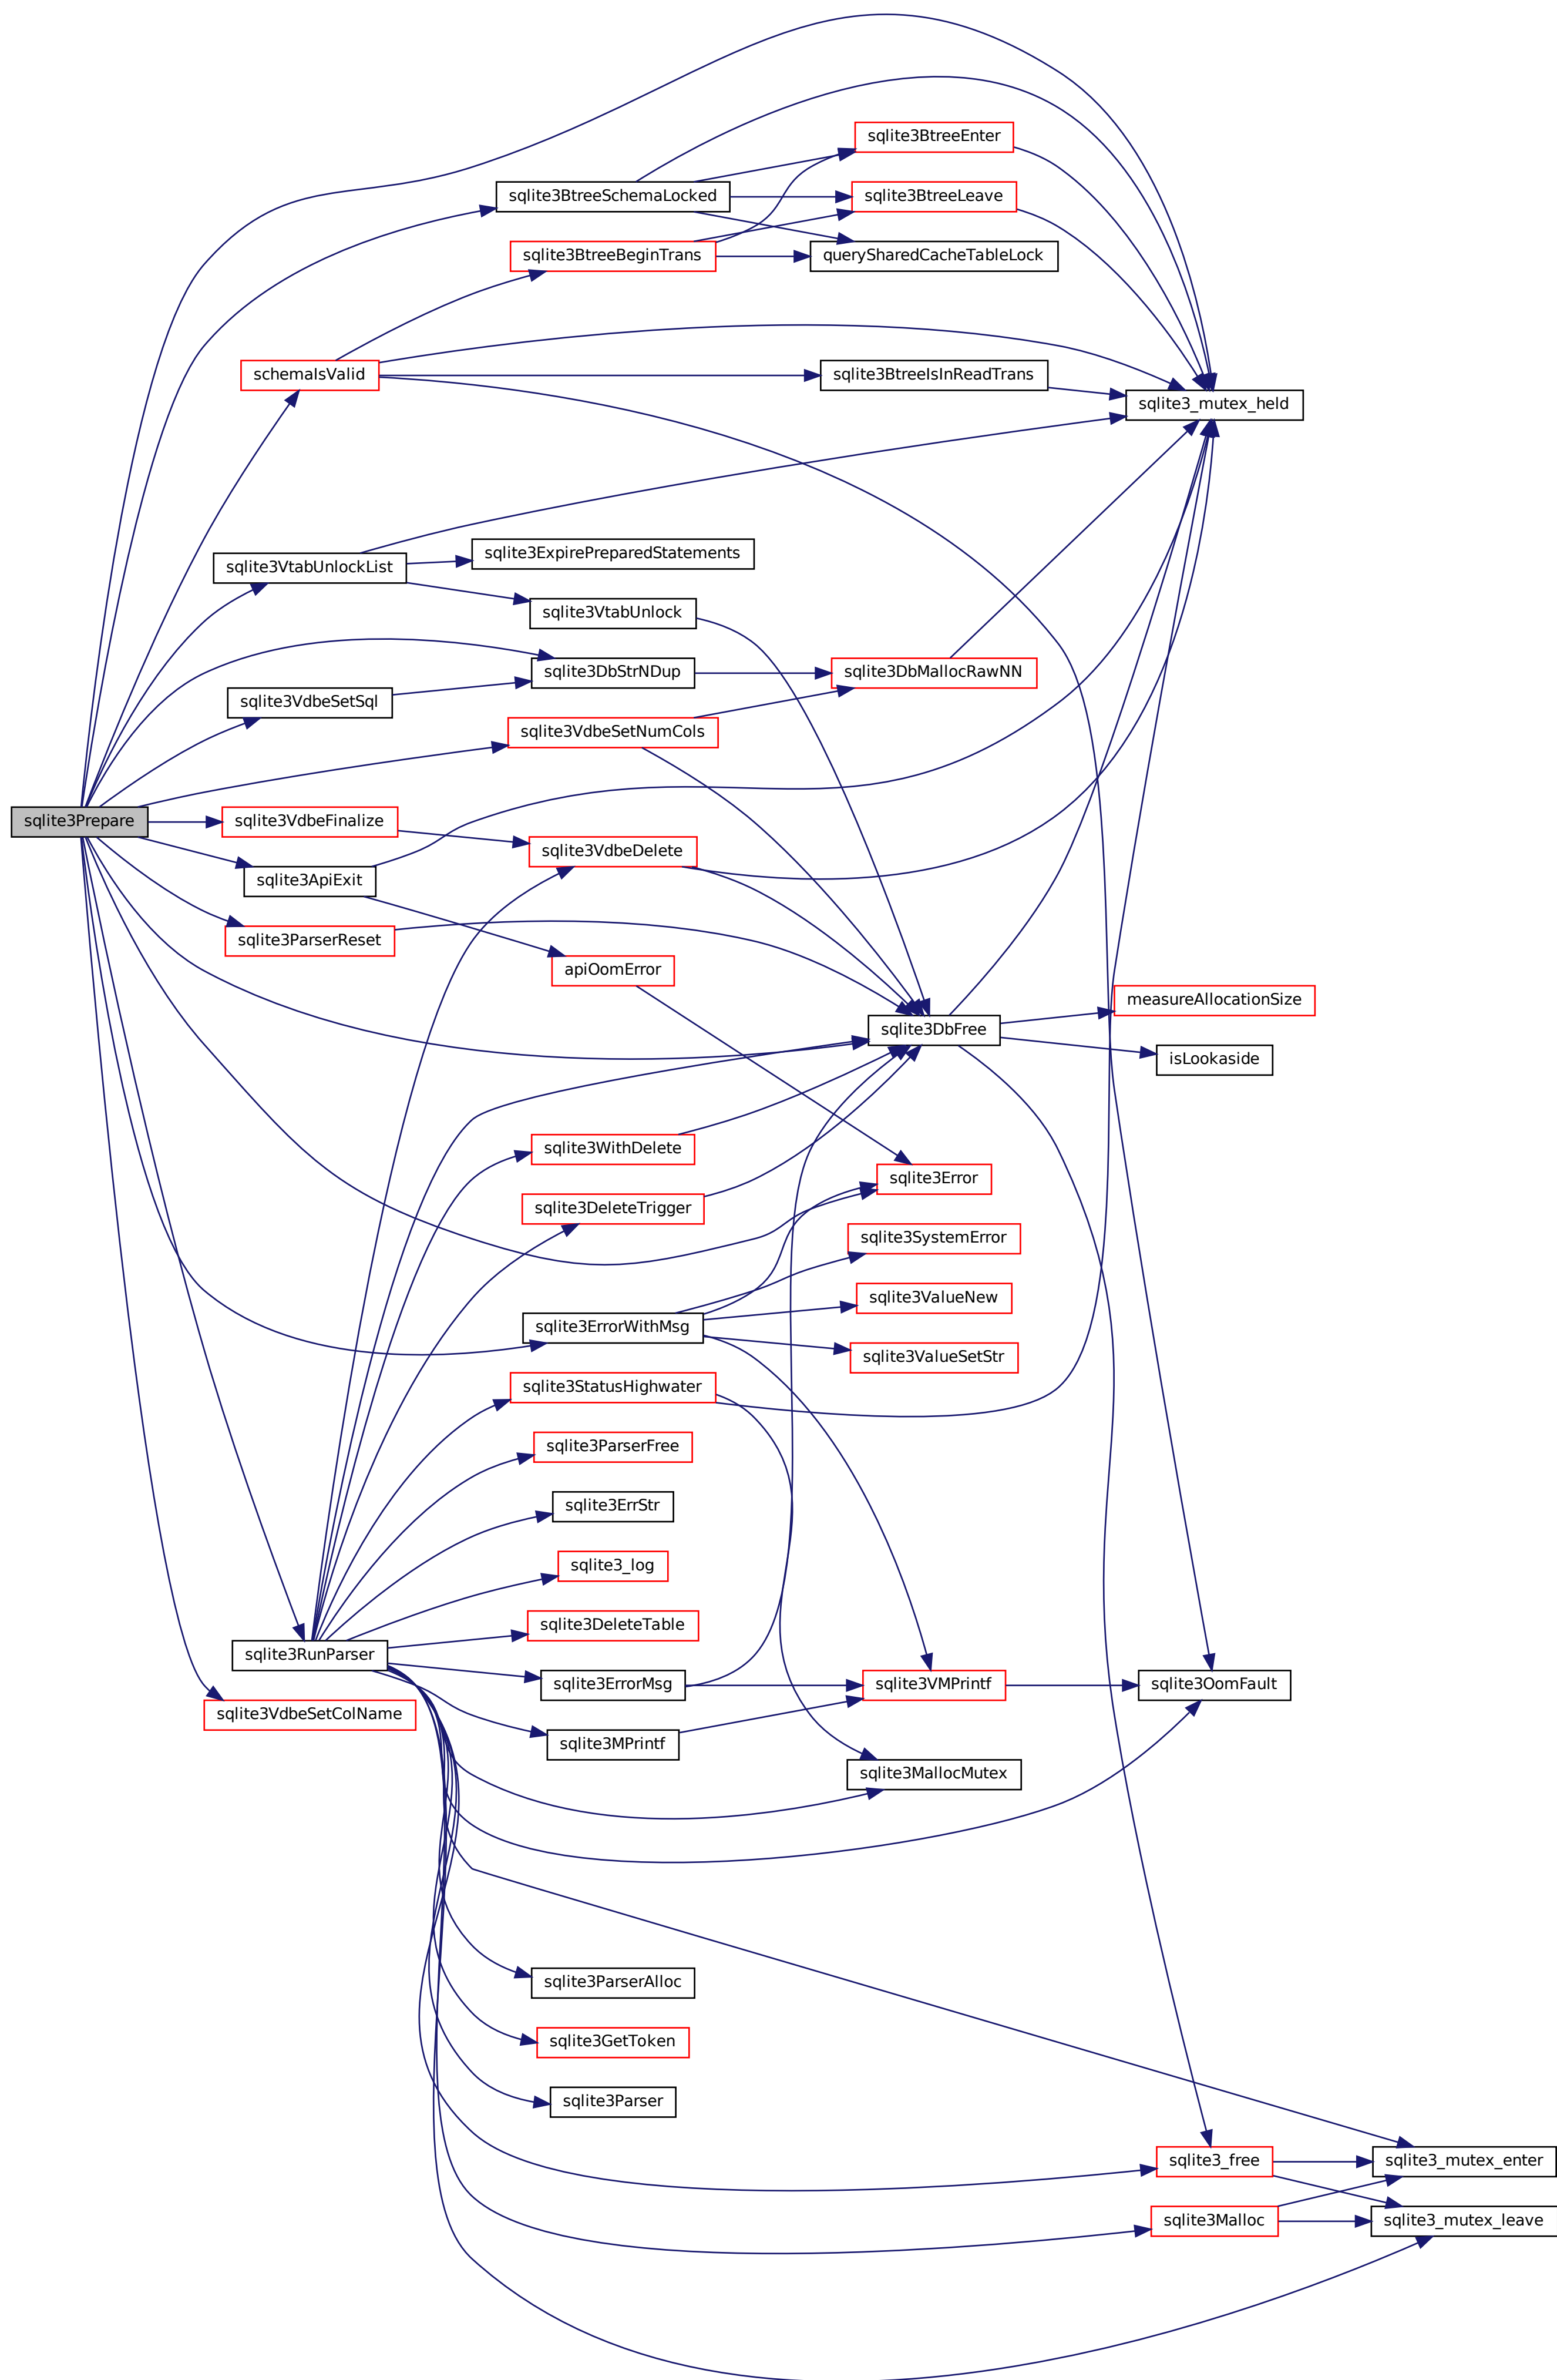 sqlite3BtreeEnter
sqlite3BtreeSchemaLocked
sqlite3BtreeLeave
sqlite3BtreeBeginTrans
querySharedCacheTableLock
schemaIsValid
sqlite3BtreeIsInReadTrans
sqlite3_mutex_held
sqlite3ExpirePreparedStatements
sqlite3VtabUnlockList
sqlite3VtabUnlock
sqlite3DbStrNDup
sqlite3DbMallocRawNN
sqlite3VdbeSetSql
sqlite3VdbeSetNumCols
sqlite3Prepare
sqlite3VdbeFinalize
sqlite3VdbeDelete
sqlite3ApiExit
sqlite3ParserReset
apiOomError
measureAllocationSize
sqlite3DbFree
isLookaside
sqlite3WithDelete
sqlite3Error
sqlite3DeleteTrigger
sqlite3SystemError
sqlite3ValueNew
sqlite3ErrorWithMsg
sqlite3ValueSetStr
sqlite3StatusHighwater
sqlite3ParserFree
sqlite3ErrStr
sqlite3_log
sqlite3DeleteTable
sqlite3RunParser
sqlite3ErrorMsg
sqlite3VMPrintf
sqlite3OomFault
sqlite3VdbeSetColName
sqlite3MPrintf
sqlite3MallocMutex
sqlite3ParserAlloc
sqlite3GetToken
sqlite3Parser
sqlite3_free
sqlite3_mutex_enter
sqlite3Malloc
sqlite3_mutex_leave